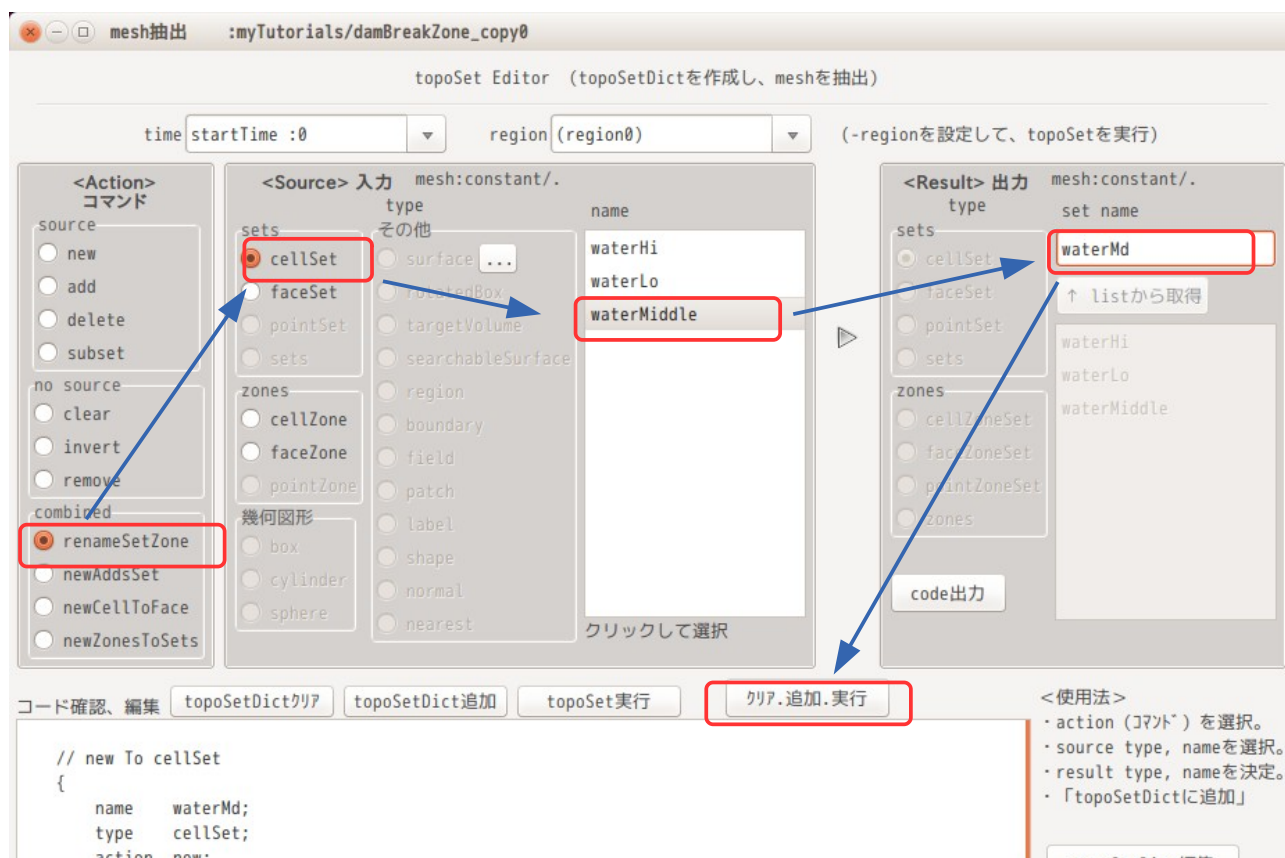 mesh抽出 :myTutorials/damBreakZone_copy0
topoSet Editor (topoSetDictを作成し、meshを抽出)
time startTime :0 region (region0) (-regionを設定して、topoSetを実行)
<Action>
コマンド
source
new
add
delete
subset
no source
clear
invert
remove
combined
renameSetZone
newAddsSet
newCellToFace
newZonesToSets
<Source> 入力 mesh:constant/.
type
name
sets
cellSet
faceSet
pointSet
sets
zones
cellZone
faceZone
pointZone
幾何図形
box
cylinder
sphere
その他
surface ...
rotatedBox
targetVolume
searchableSurface
region
boundary
field
patch
label
shape
normal
nearest
waterHi
waterLo
waterMiddle
クリックして選択
<Result> 出力 mesh:constant/.
type
set name
sets
cellSet
faceSet
pointSet
sets
zones
cellZoneSet
faceZoneSet
pointZoneSet
zones
code出力
waterMd
↑ listから取得
waterHi
waterLo
waterMiddle
コード確認、編集 topoSetDictクリア topoSetDict追加 topoSet実行 クリア.追加.実行
// new To cellSet
{
name waterMd;
type cellSet;
action new;
<使用法>
・action (コマンド) を選択。
・source type, nameを選択。
・result type, nameを決定。
・「topoSetDictに追加」